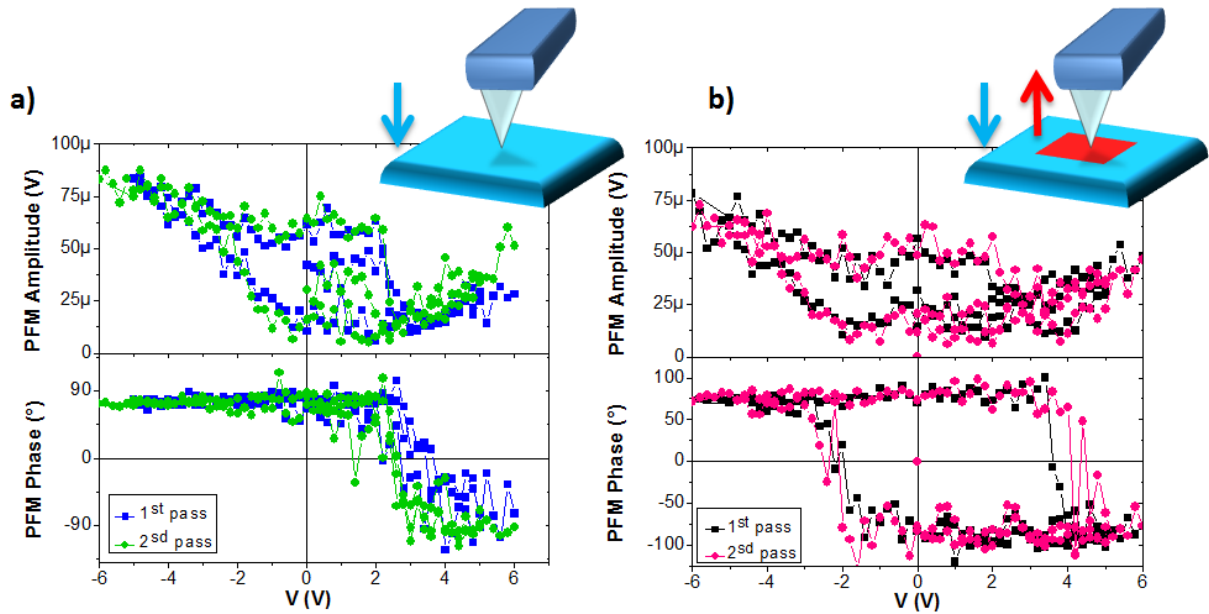 a)
PFM Amplitude (V)
100µ
75µ
50µ
25µ
0
PFM Phase (°)
90
0
-90
1st pass
2sd pass
-6 -4 -2 0 2 4 6
V (V)
b)
PFM Amplitude (V)
100µ
75µ
50µ
25µ
0
PFM Phase (°)
100
50
0
-50
-100
1st pass
2sd pass
-6 -4 -2 0 2 4 6
V (V)